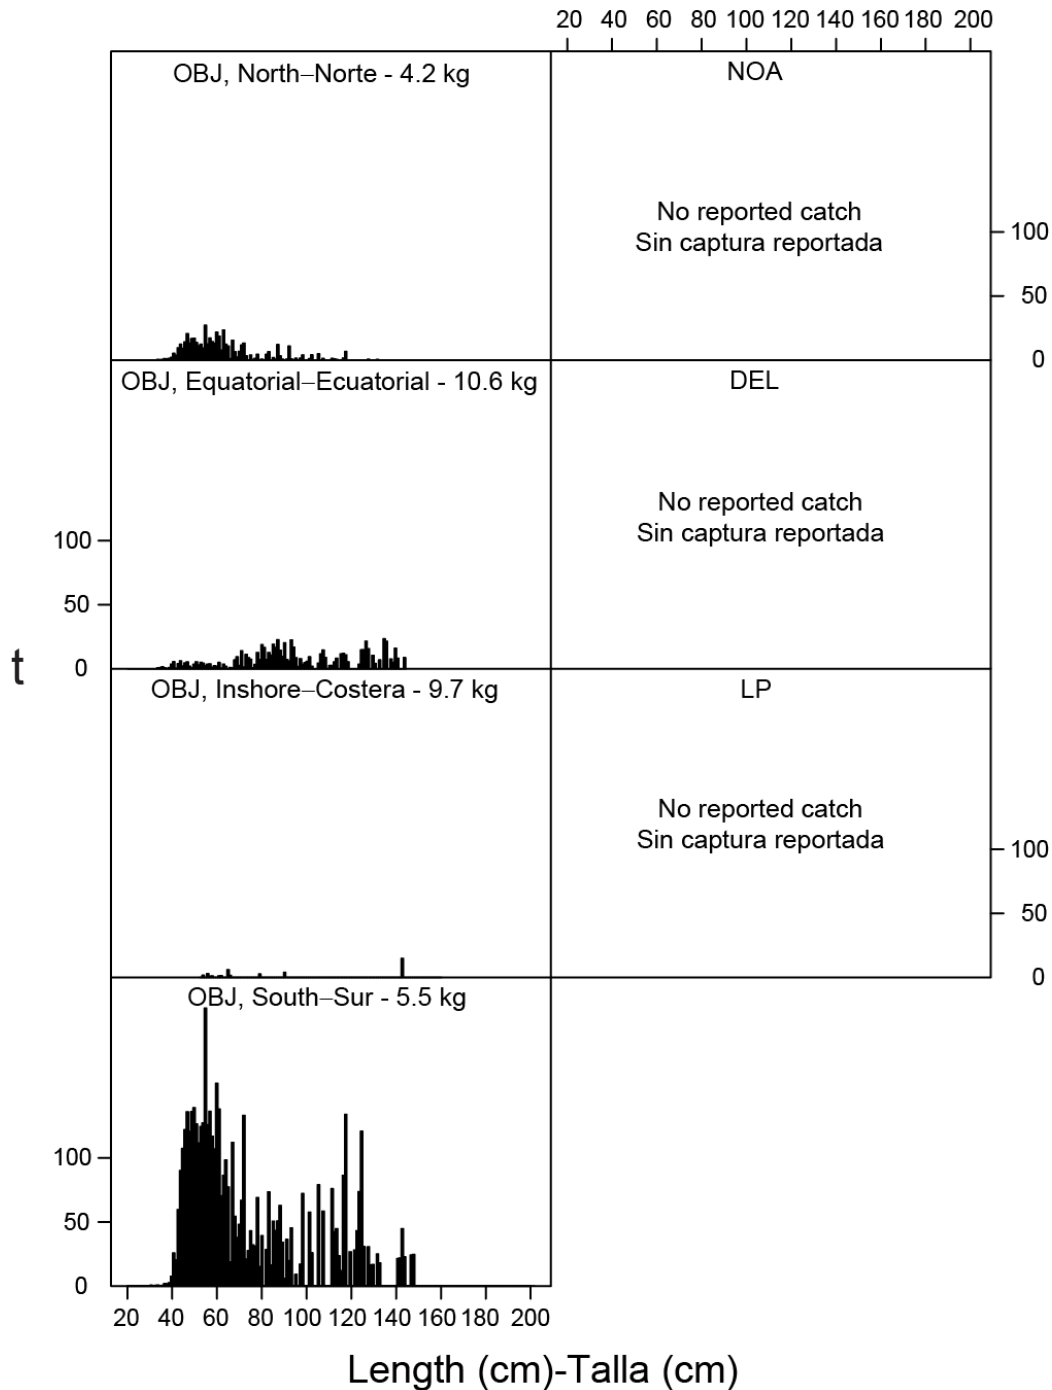 20 40 60 80 100 120 140 160 180 200
OBJ, North–Norte - 4.2 kg
NOA
No reported catch
Sin captura reportada
100
50
0
OBJ, Equatorial–Ecuatorial - 10.6 kg
DEL
No reported catch
Sin captura reportada
100
50
0
t
OBJ, Inshore–Costera - 9.7 kg
LP
No reported catch
Sin captura reportada
100
50
0
OBJ, South–Sur - 5.5 kg
100
50
0
20 40 60 80 100 120 140 160 180 200
Length (cm)-Talla (cm)